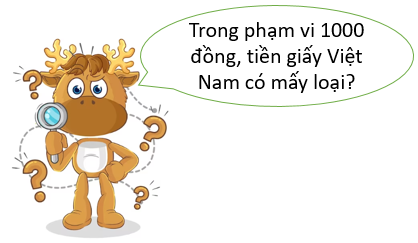 Trong phạm vi 1000
đồng, tiền giấy Việt
Nam có mấy loại?
?
?
?
?